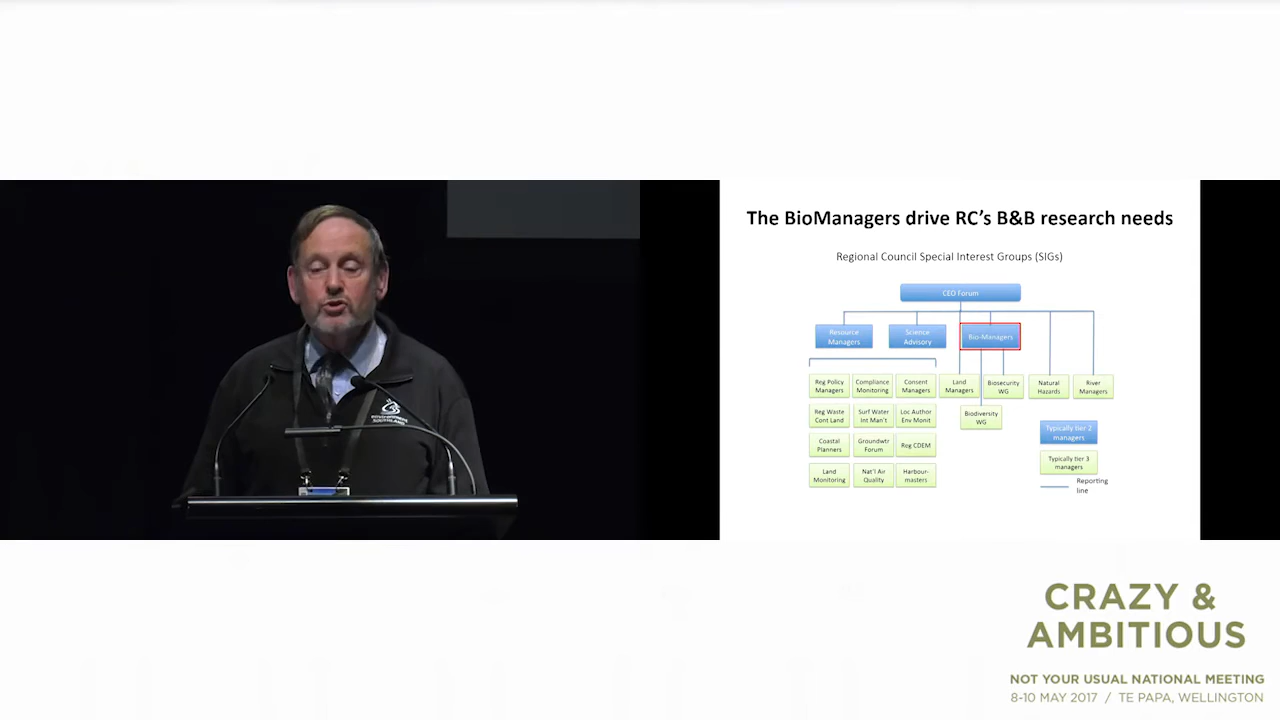 The BioManagers drive RC's B&B research needs
Regional Council Special Interest Groups (SIGs)
CEO Forum
Resource
Managers
Science
Advisory
Bio-Managers
Reg Policy
Managers
Compliance
Monitoring
Consent
Managers
Land
Managers
Biosecurity
WG
Natural
Hazards
River
Managers
Reg Waste
Cont Land
Surf Water
Int Man't
Loc Author
Env Monit
Biodiversity
WG
Coastal
Planners
Groundwtr
Forum
Reg CDEM
Land
Monitoring
Nat'l Air
Quality
Harbour-
masters
Typically tier 2
managers
Typically tier 3
managers
Reporting
line
CRAZY &
AMBITIOUS
NOT YOUR USUAL NATIONAL MEETING
8-10 MAY 2017 / TE PAPA, WELLINGTON